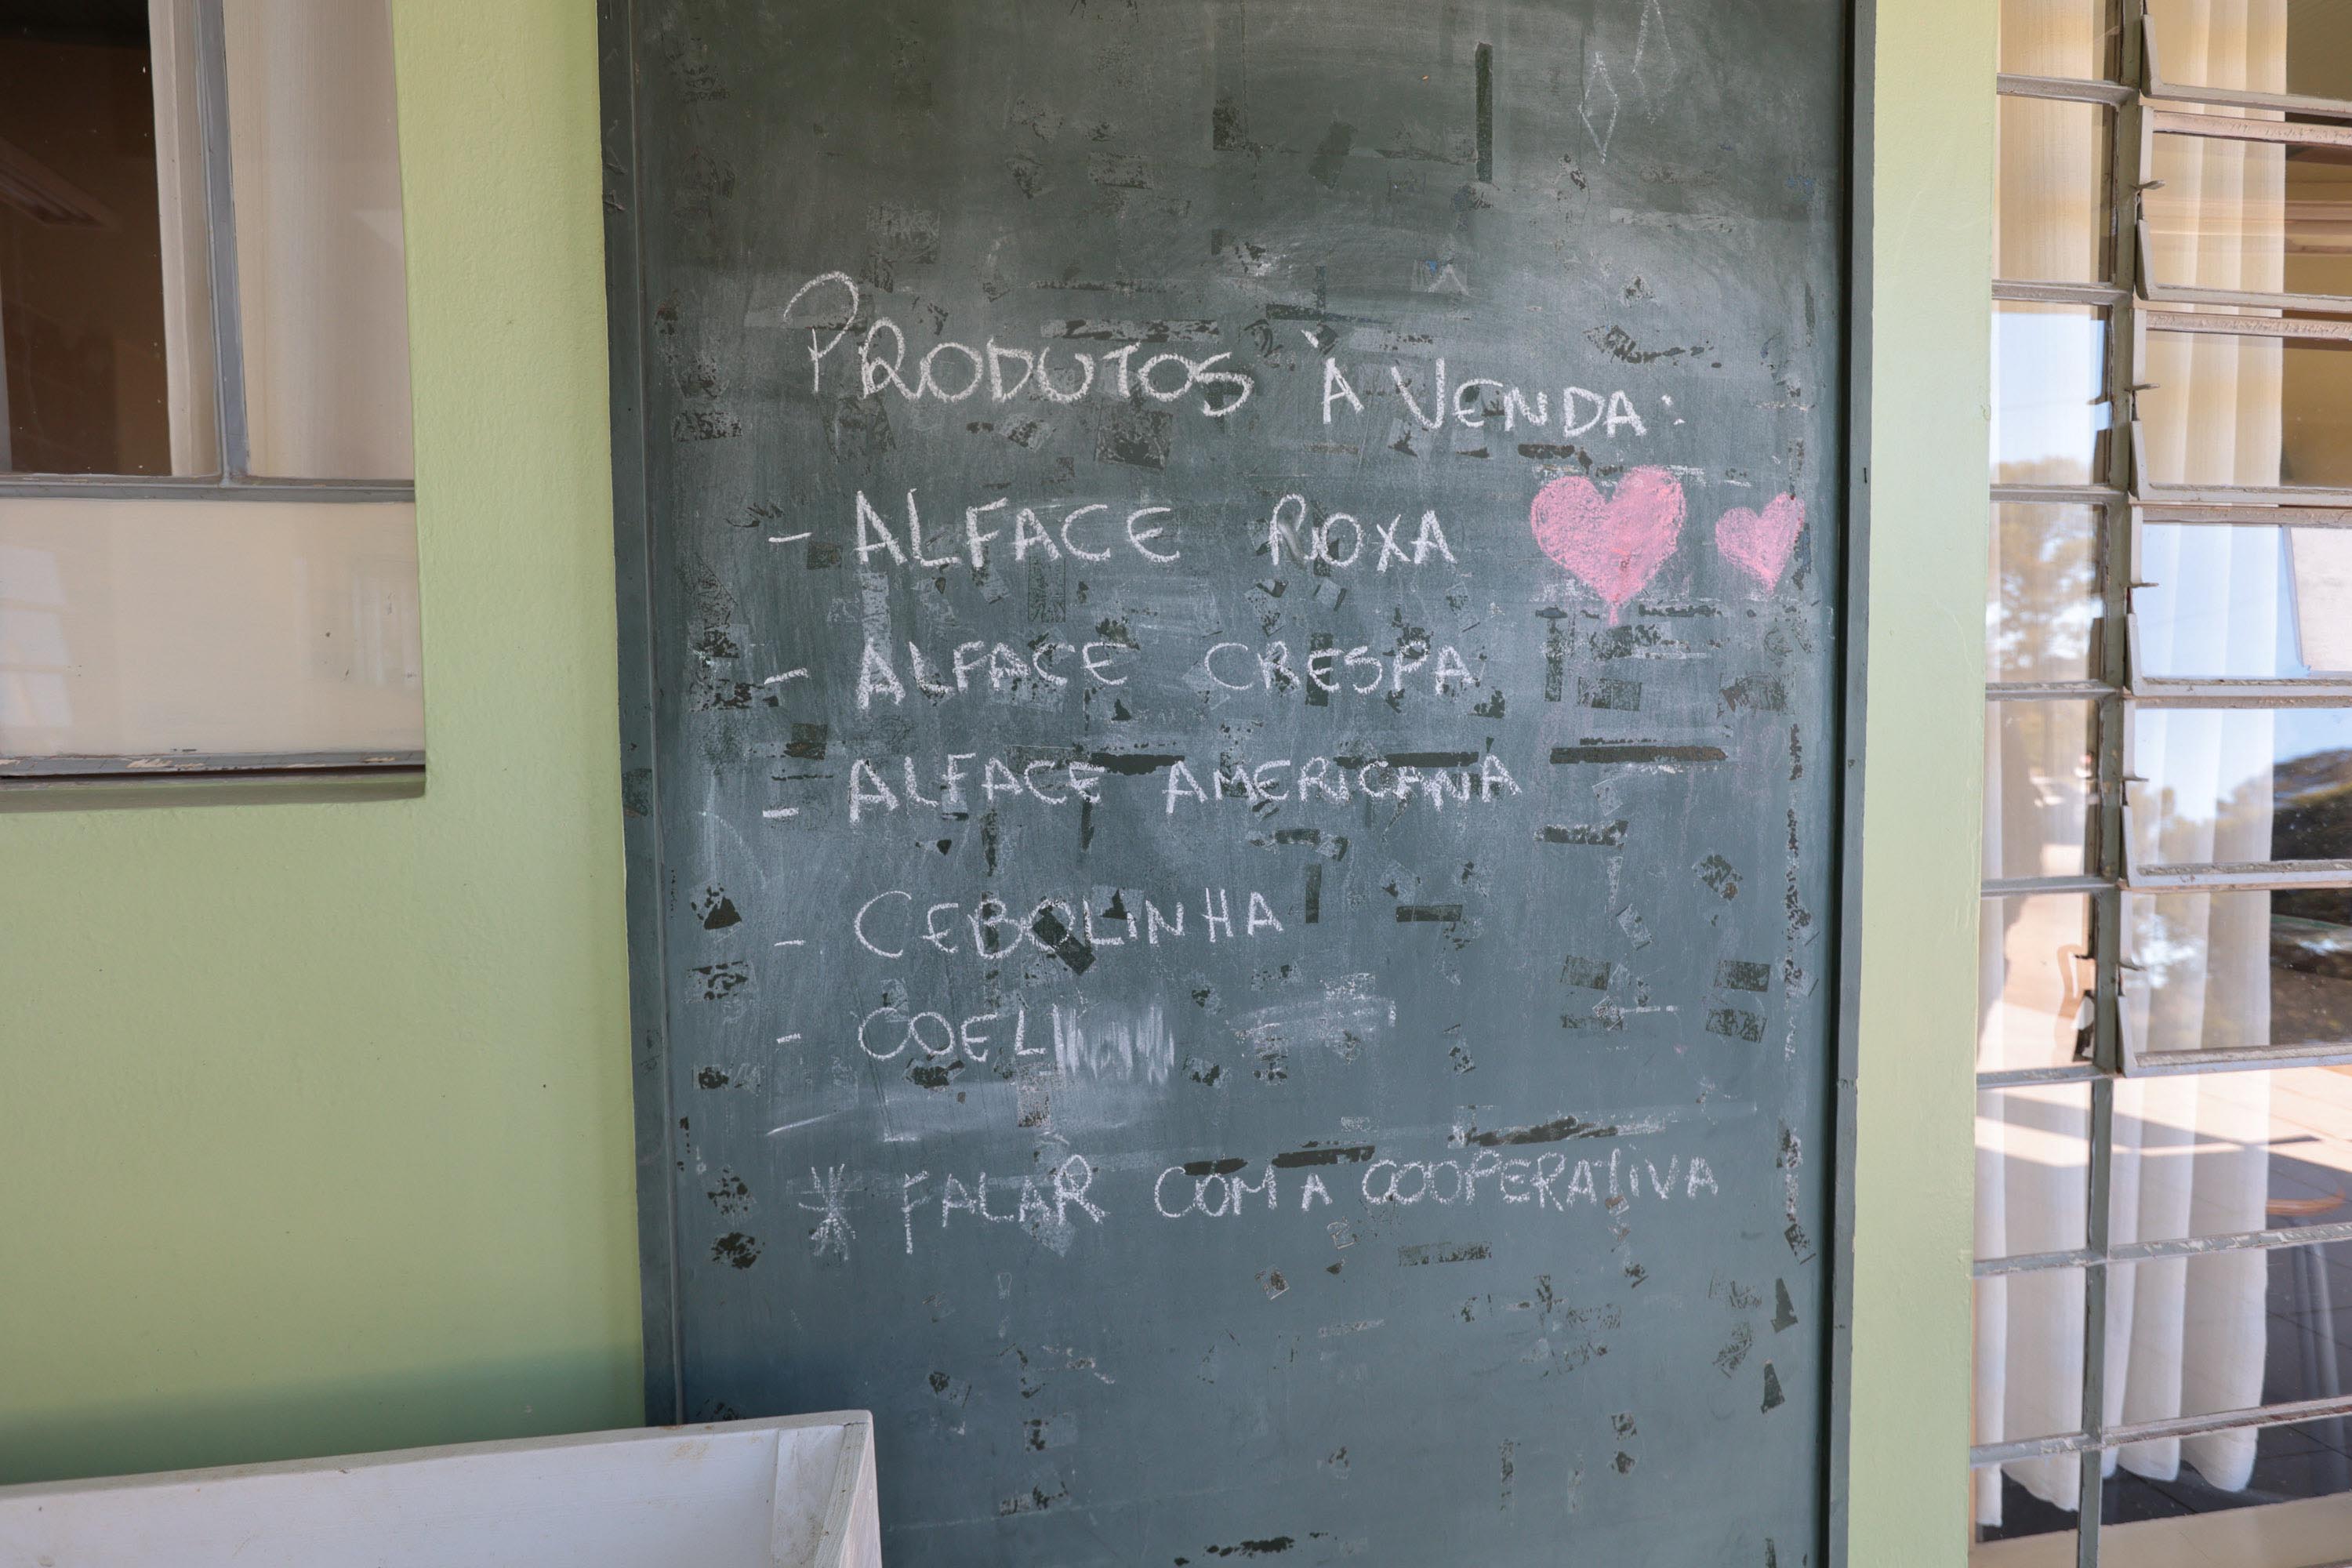 PRODUTOS À VENDA:
- ALFACE ROXA
- ALFACE CRESPA
- ALFACE AMERICANA
- CEBOLINHA
-
* FALAR COM A COOPERATIVA